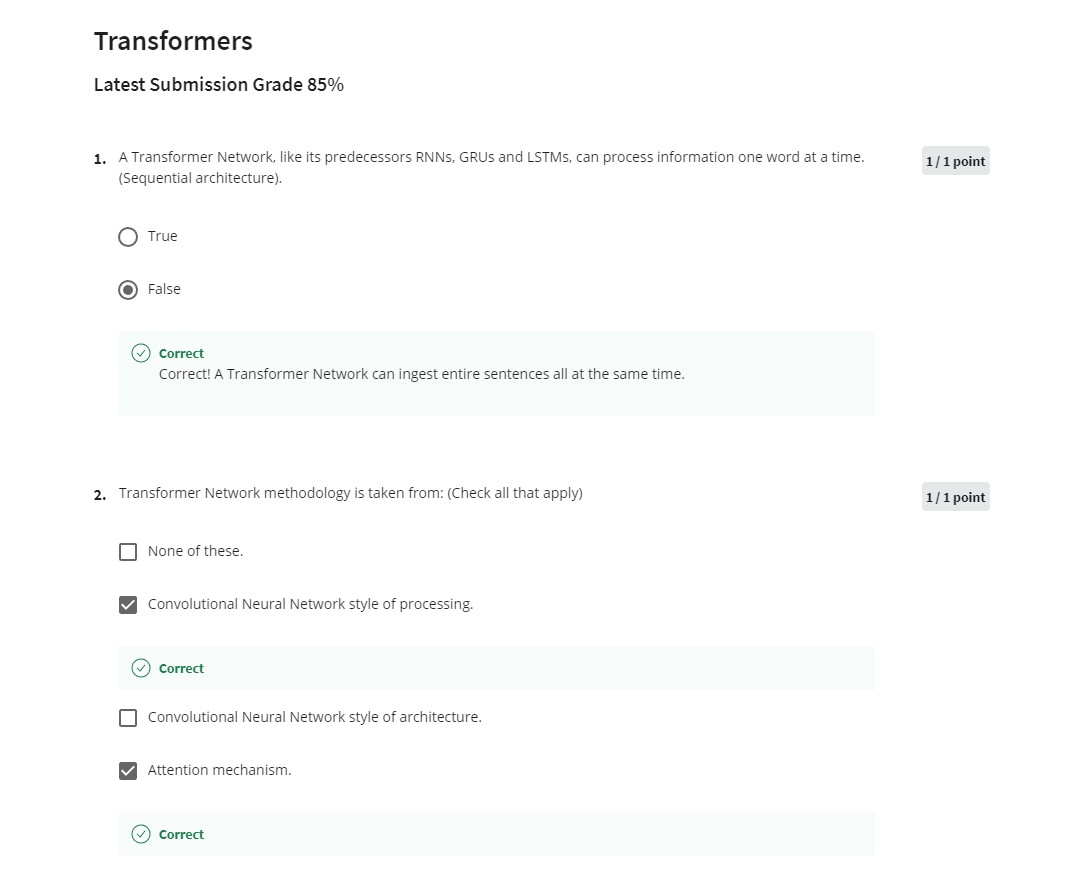 Transformers
Latest Submission Grade 85%
1. A Transformer Network, like its predecessors RNNs, GRUs and LSTMs, can process information one word at a time. 1 / 1 point
(Sequential architecture).
True
False
Correct
Correct! A Transformer Network can ingest entire sentences all at the same time.
2. Transformer Network methodology is taken from: (Check all that apply) 1 / 1 point
None of these.
Convolutional Neural Network style of processing.
Correct
Convolutional Neural Network style of architecture.
Attention mechanism.
Correct